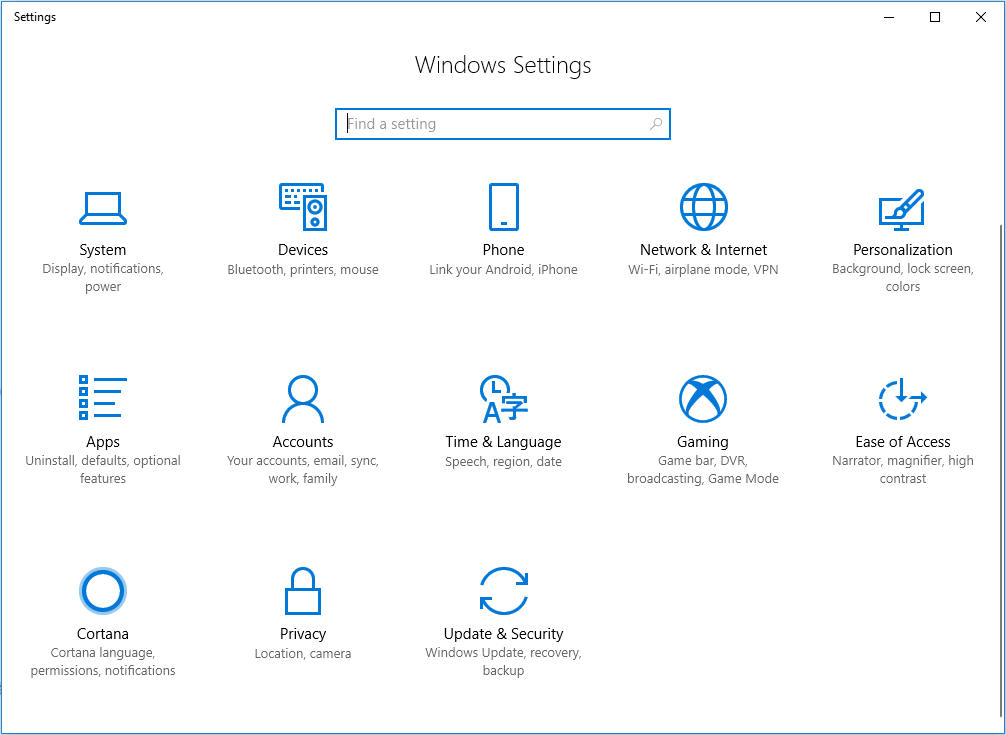 Settings
Windows Settings
Find a setting
System
Display, notifications,
power
Devices
Bluetooth, printers, mouse
Phone
Link your Android, iPhone
Network & Internet
Wi-Fi, airplane mode, VPN
Personalization
Background, lock screen,
colors
Apps
Uninstall, defaults, optional
features
Accounts
Your accounts, email, sync,
work, family
Time & Language
Speech, region, date
Gaming
Game bar, DVR,
broadcasting, Game Mode
Ease of Access
Narrator, magnifier, high
contrast
Cortana
Cortana language,
permissions, notifications
Privacy
Location, camera
Update & Security
Windows Update, recovery,
backup